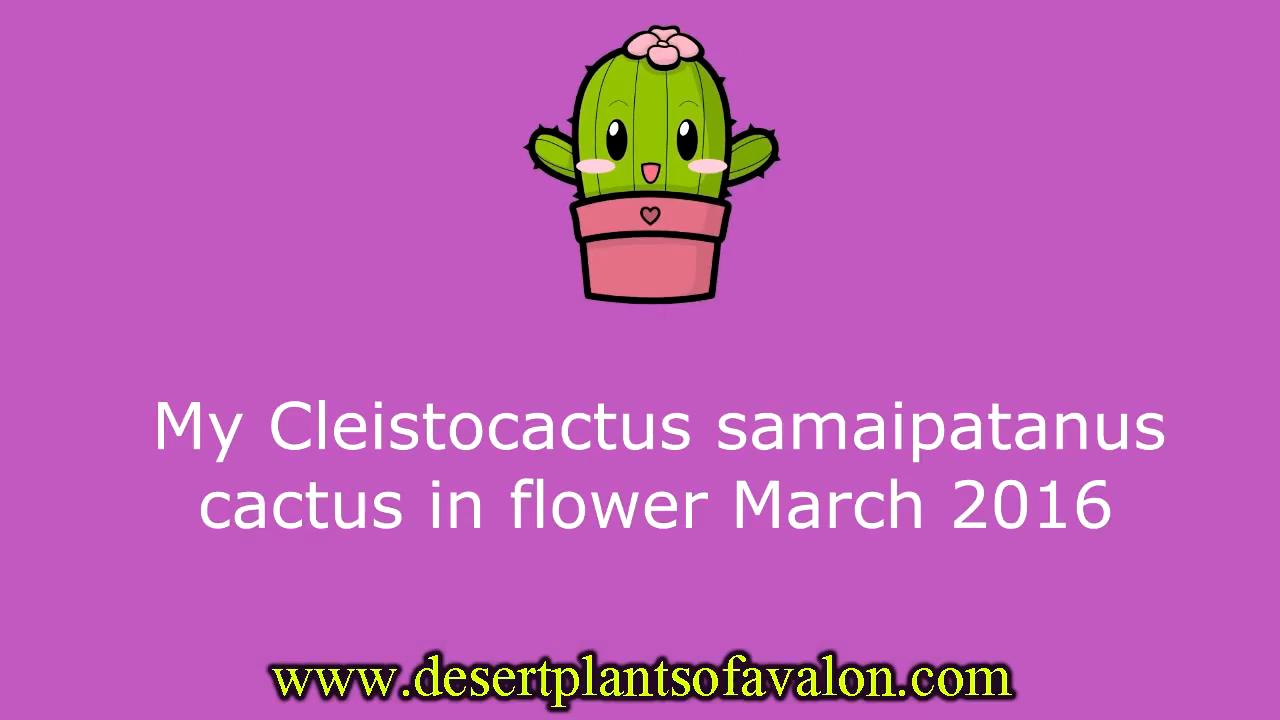 My Cleistocactus samaipatanus
cactus in flower March 2016
www.desertplantsofavalon.com